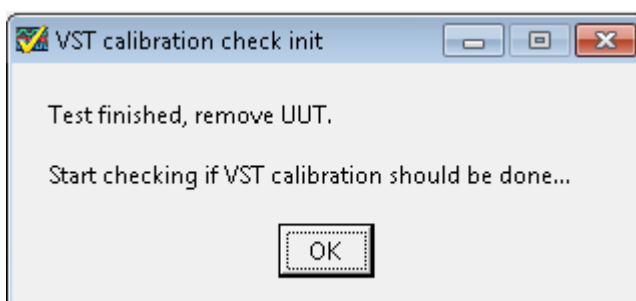 VST calibration check init
Test finished, remove UUT.
Start checking if VST calibration should be done...
OK